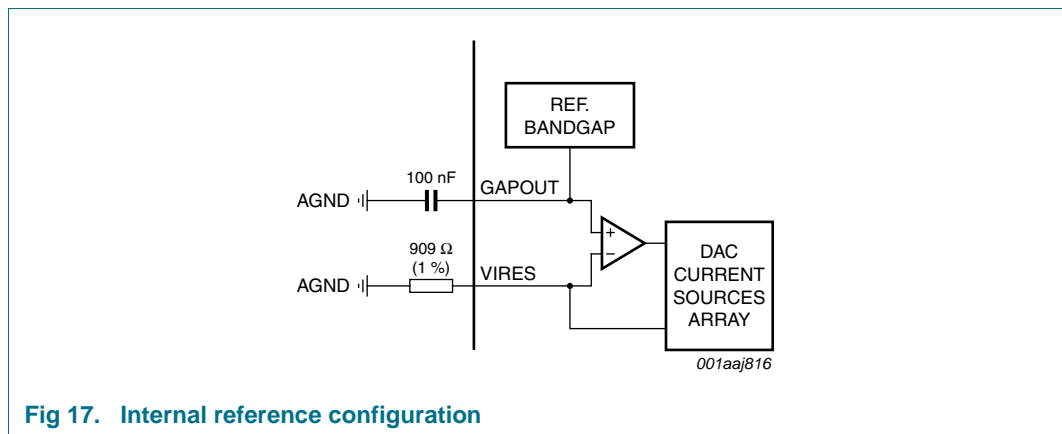 REF.
BANDGAP
100 nF
AGND
GAPOUT
+
−
909 Ω
(1 %)
AGND
VIRES
DAC
CURRENT
SOURCES
ARRAY
001aaj816
Fig 17. Internal reference configuration